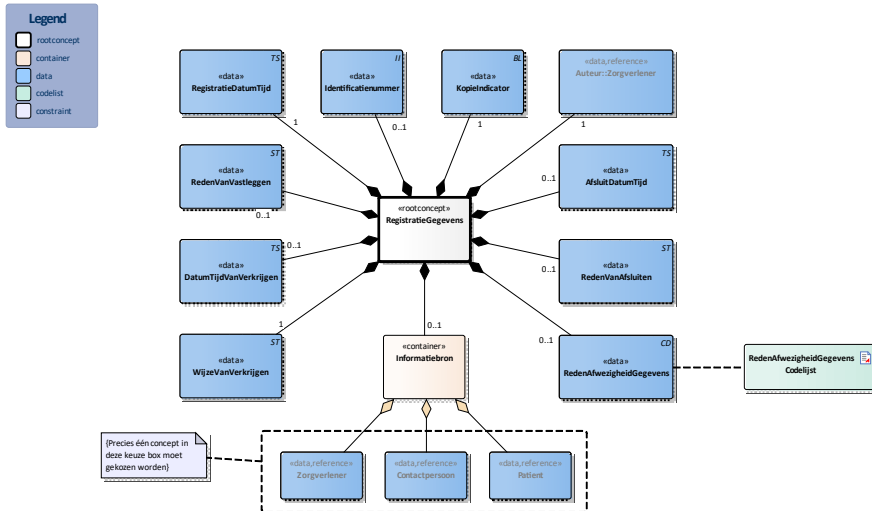 Legend
rootconcept
container
data
codelist
constraint
TS
«data»
RegistratieDatumTijd
II
«data»
Identificatienummer
BL
«data»
KopieIndicator
«data,reference»
Auteur::Zorgverlener
1
0..1
1
1
ST
«data»
RedenVanVastleggen
0..1
TS
«data»
AfsluitDatumTijd
0..1
«rootconcept»
RegistratieGegevens
TS
«data»
DatumTijdVanVerkrijgen
0..1
ST
«data»
RedenVanAfsluiten
0..1
ST
«data»
WijzeVanVerkrijgen
1
0..1
«container»
Informatiebron
0..1
CD
«data»
RedenAfwezigheidGegevens
RedenAfwezigheidGegevens
Codelijst
{Precies één concept in
deze keuze box moet
gekozen worden}
«data,reference»
Zorgverlener
«data,reference»
Contactpersoon
«data,reference»
Patient